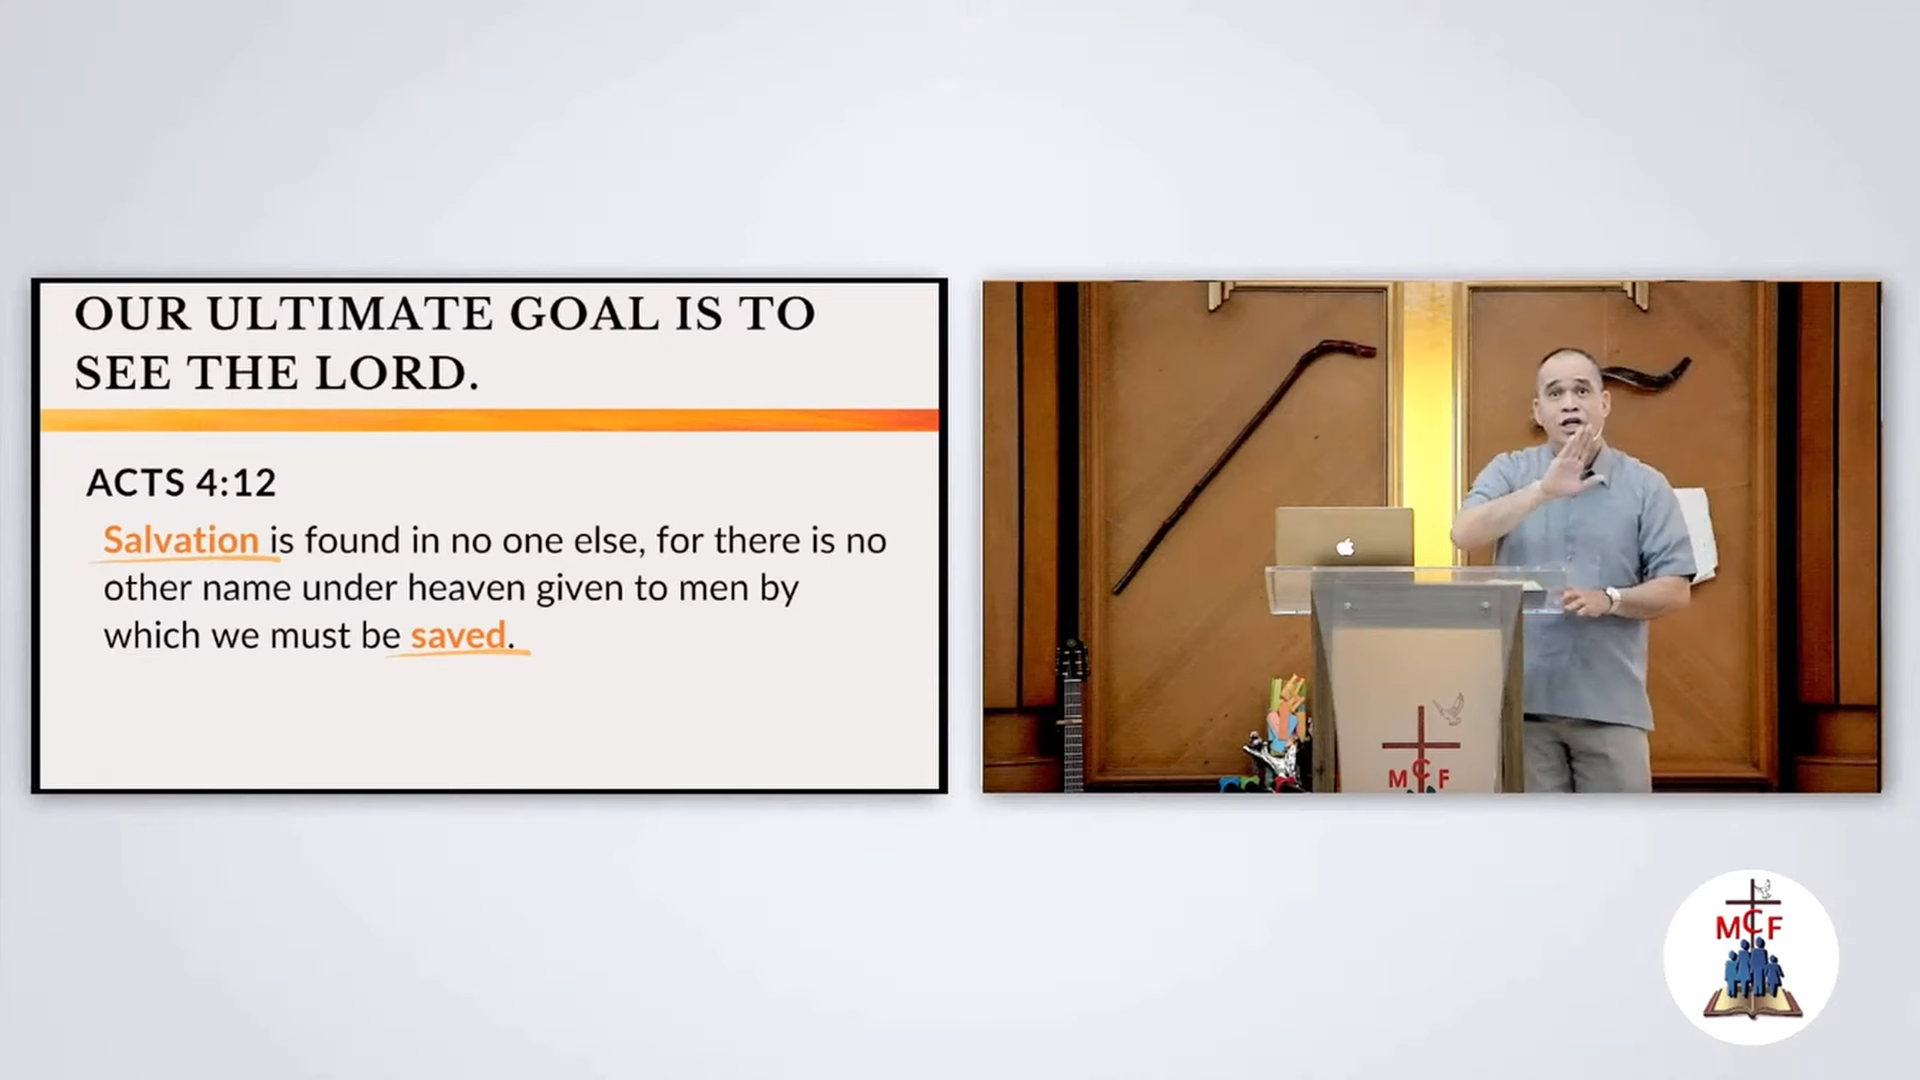 OUR ULTIMATE GOAL IS TO
SEE THE LORD.
ACTS 4:12
Salvation is found in no one else, for there is no
other name under heaven given to men by
which we must be saved.
MCF
MCF